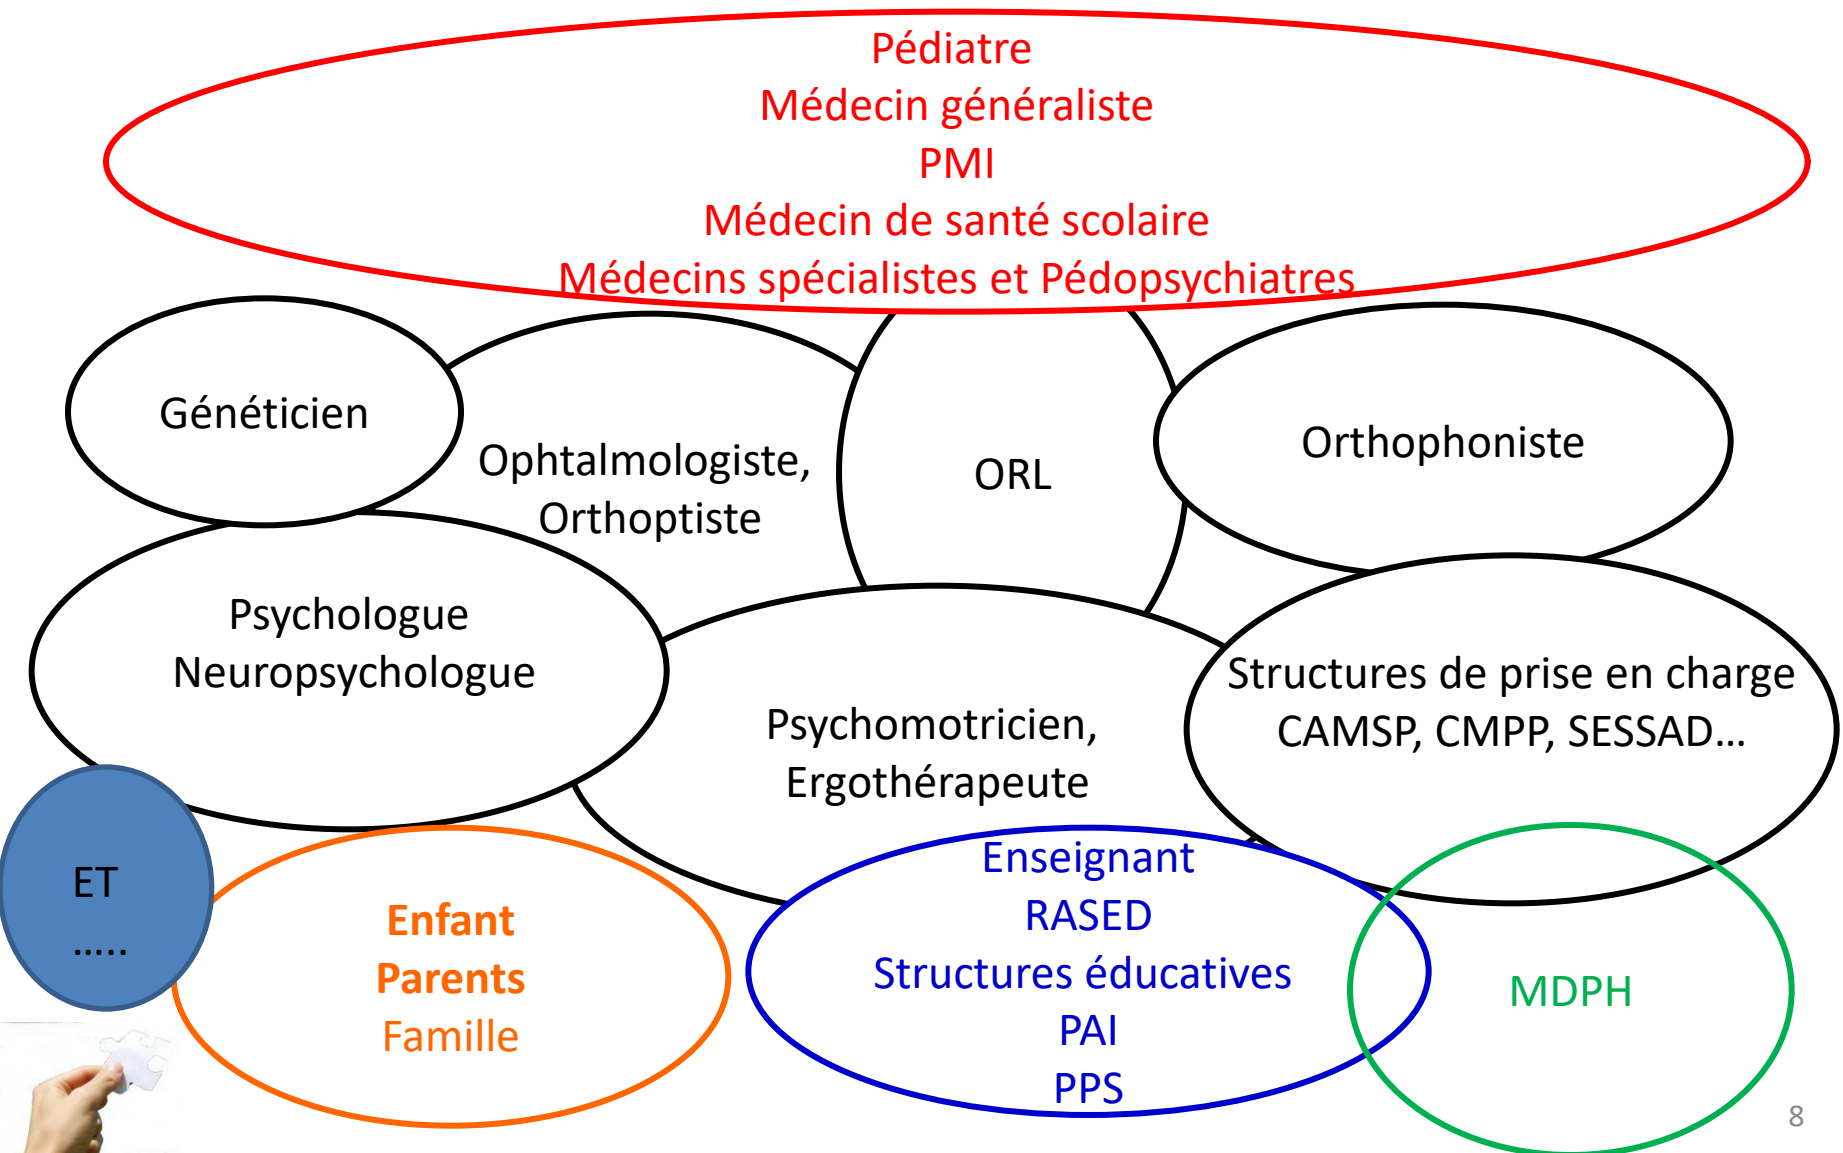 Pédiatre
Médecin généraliste
PMI
Médecin de santé scolaire
Médecins spécialistes et Pédopsychiatres
Généticien
Ophtalmologiste,
Orthoptiste
ORL
Orthophoniste
Psychologue
Neuropsychologue
Psychomotricien,
Ergothérapeute
Structures de prise en charge
CAMSP, CMPP, SESSAD...
ET
.....
Enfant
Parents
Famille
Enseignant
RASED
Structures éducatives
PAI
PPS
MDPH
8